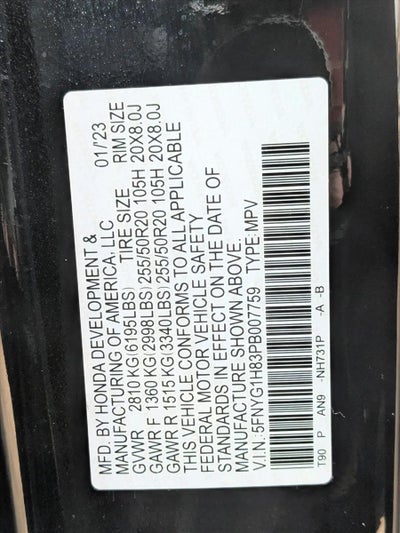 MFD. BY HONDA DEVELOPMENT &
MANUFACTURING OF AMERICA, LLC 01/'23
GVWR 2810 KG(6195LBS) TIRE SIZE RIM SIZE
GAWR F 1360 KG(2998LBS) 255/50R20 105H 20X8.0J
GAWR R 1515 KG(3340LBS) 255/50R20 105H 20X8.0J
THIS VEHICLE CONFORMS TO ALL APPLICABLE
FEDERAL MOTOR VEHICLE SAFETY
STANDARDS IN EFFECT ON THE DATE OF
MANUFACTURE SHOWN ABOVE.
V.I.N.:5FNYG1H83PB007759 TYPE:MPV
T90 P AN9 -NH731P -A -B